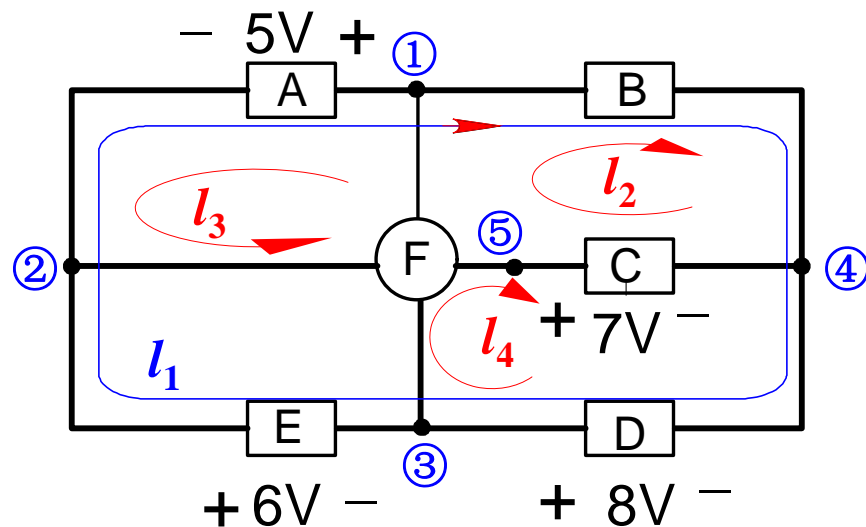 − 5V +
①
A
B
l3
l2
②
F
⑤
C
④
+ 7V −
l1
l4
E
D
③
+ 6V −
+ 8V −